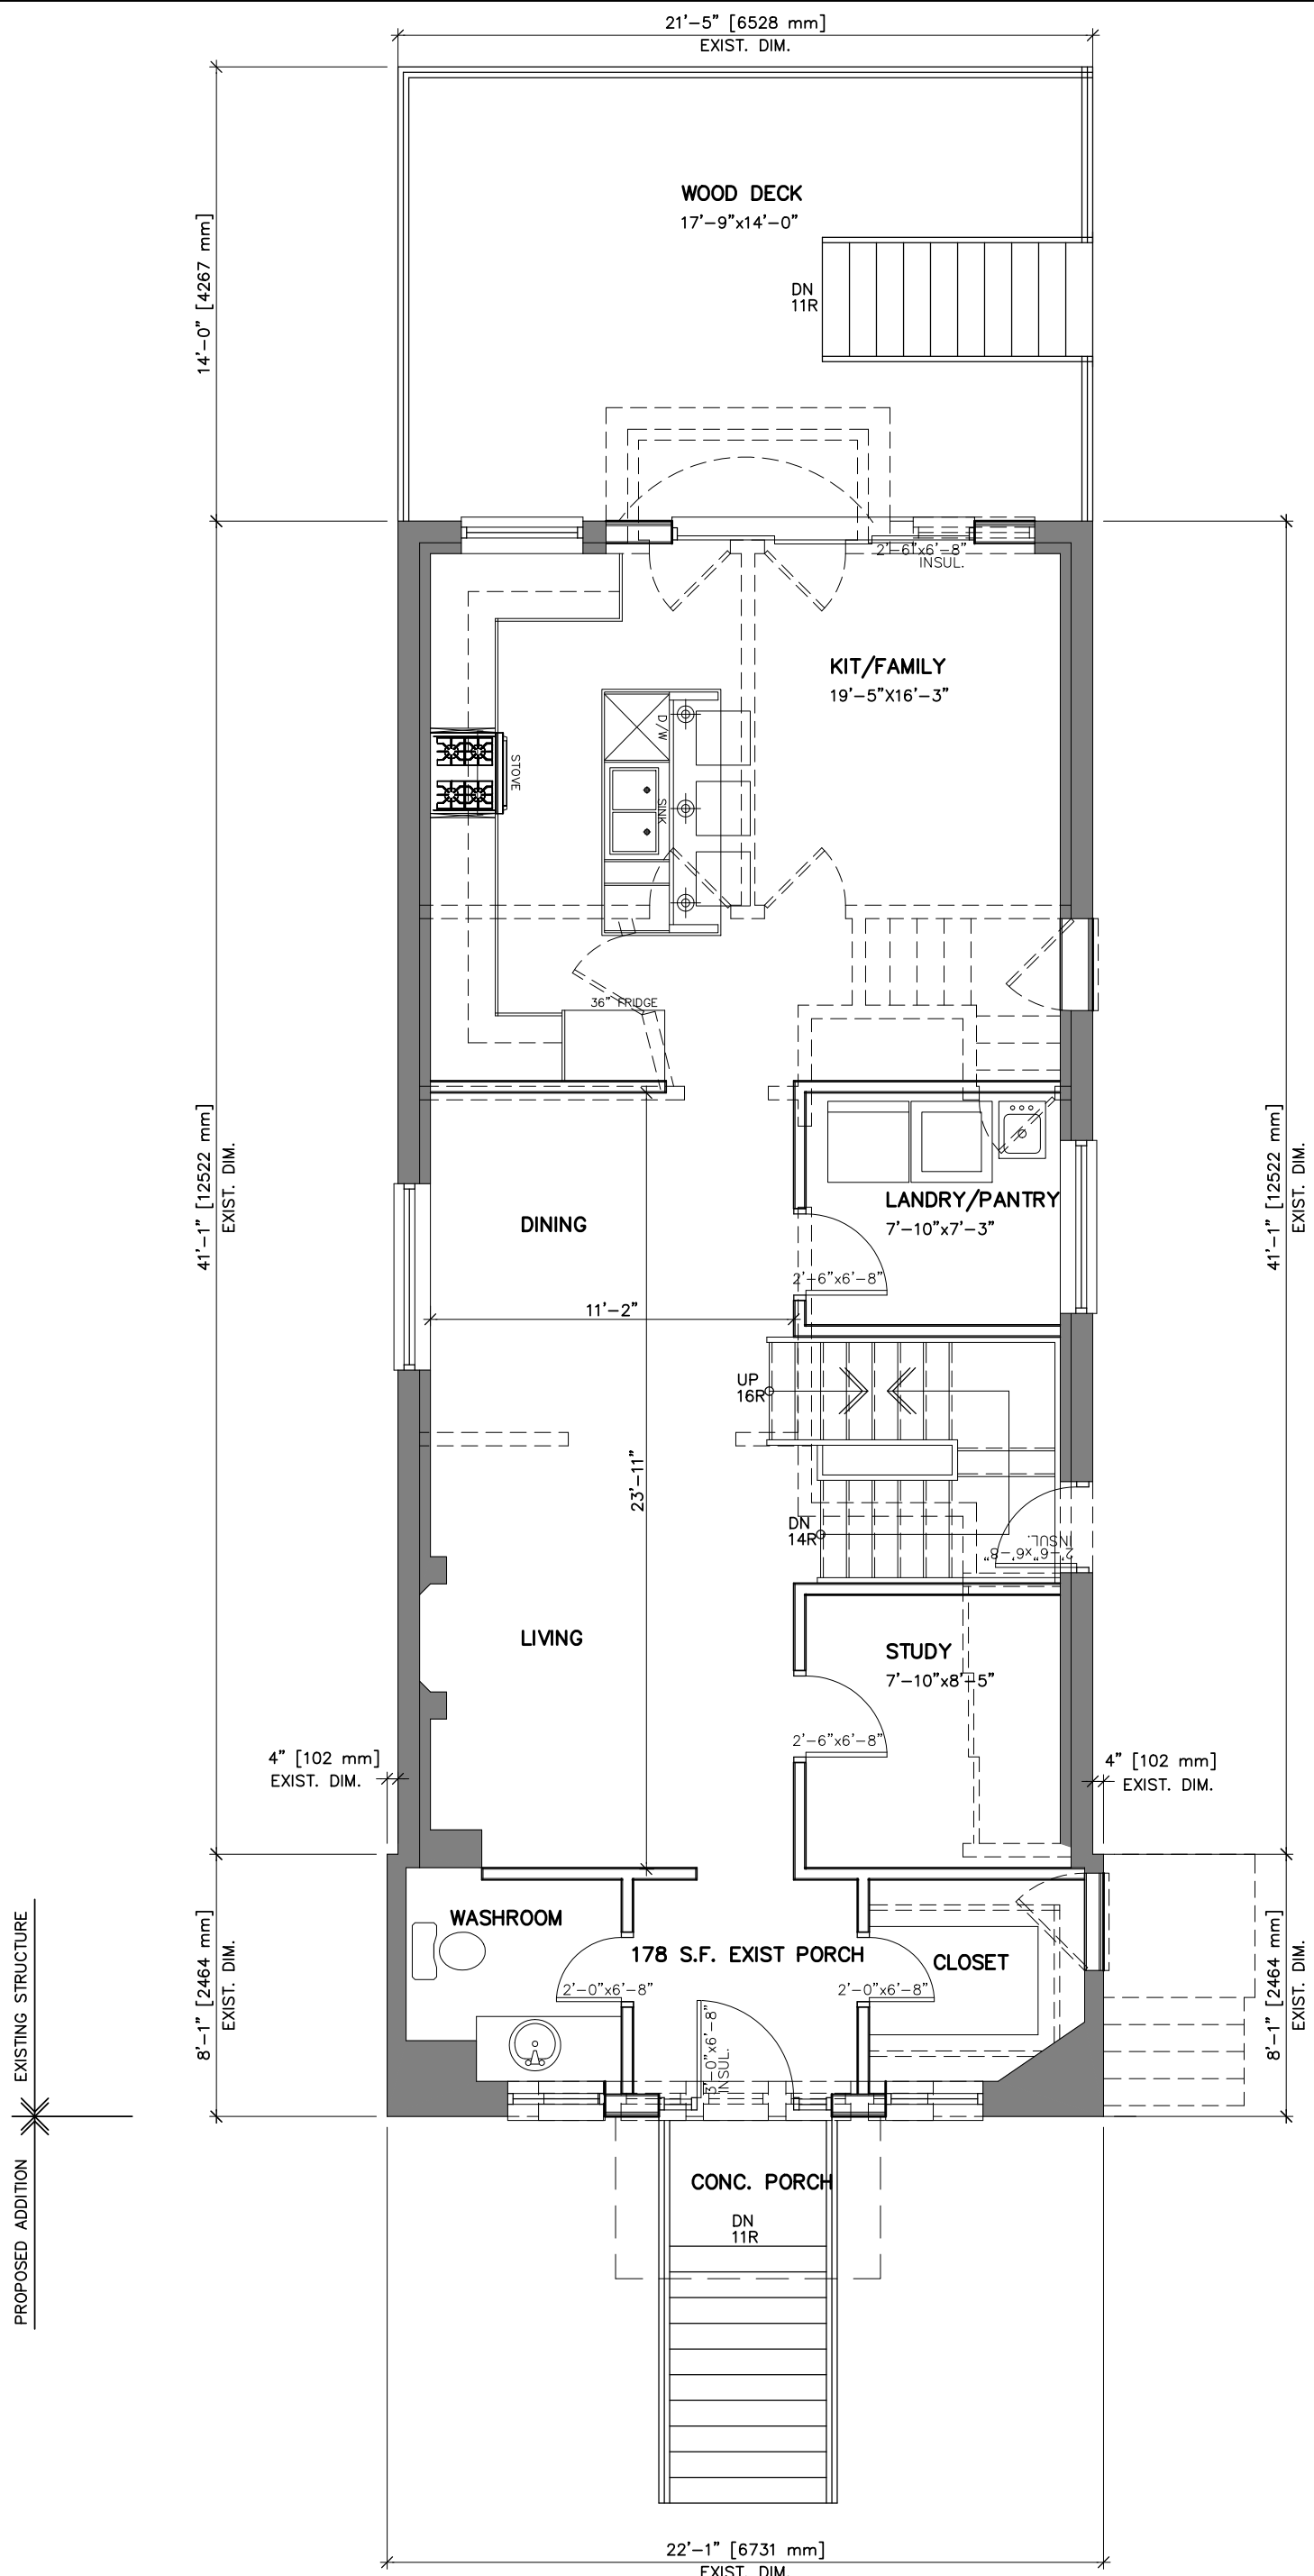 21'-5" [6528 mm]
EXIST. DIM.
14'-0" [4267 mm]
WOOD DECK
17'-9"x14'-0"
DN
11R
2'-6"x6'-8"
INSUL.
KIT/FAMILY
19'-5"X16'-3"
D/W
STOVE
SINK
36" FRIDGE
41'-1" [12522 mm]
EXIST. DIM.
41'-1" [12522 mm]
EXIST. DIM.
DINING
LANDRY/PANTRY
7'-10"x7'-3"
2'-6"x6'-8"
11'-2"
UP
16R
23'-11"
DN
14R
2'-6"x6'-8"
INSUL.
LIVING
STUDY
7'-10"x8'-5"
2'-6"x6'-8"
4" [102 mm]
EXIST. DIM.
4" [102 mm]
EXIST. DIM.
WASHROOM
178 S.F. EXIST PORCH
CLOSET
2'-0"x6'-8"
2'-0"x6'-8"
3'-0"x6'-8"
INSUL.
8'-1" [2464 mm]
EXIST. DIM.
8'-1" [2464 mm]
EXIST. DIM.
EXISTING STRUCTURE
PROPOSED ADDITION
CONC. PORCH
DN
11R
22'-1" [6731 mm]
EXIST. DIM.